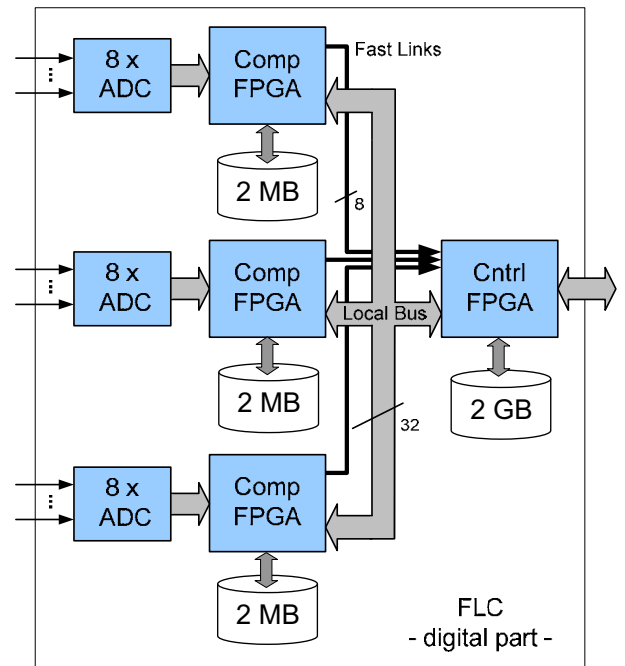 8 x
ADC
...
Comp
FPGA
Fast Links
2 MB
8
8 x
ADC
...
Comp
FPGA
Cntrl
FPGA
Local Bus
2 MB
2 GB
32
8 x
ADC
...
Comp
FPGA
2 MB
FLC
- digital part -